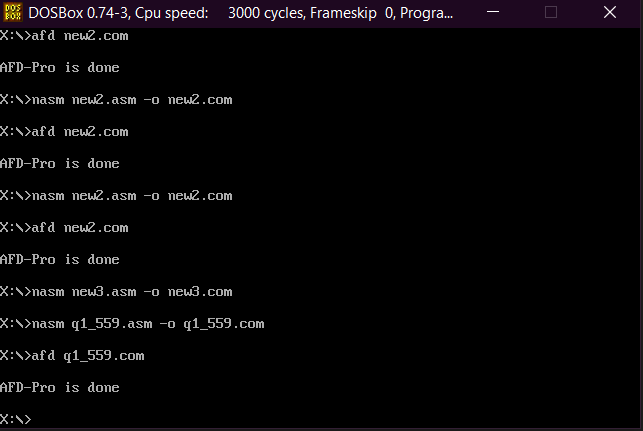 DOS BOX
DOSBox 0.74-3, Cpu speed: 3000 cycles, Frameskip 0, Progra...
X:\>afd new2.com
AFD-Pro is done
X:\>nasm new2.asm -o new2.com
X:\>afd new2.com
AFD-Pro is done
X:\>nasm new2.asm -o new2.com
X:\>afd new2.com
AFD-Pro is done
X:\>nasm new3.asm -o new3.com
X:\>nasm q1_559.asm -o q1_559.com
X:\>afd q1_559.com
AFD-Pro is done
X:\>